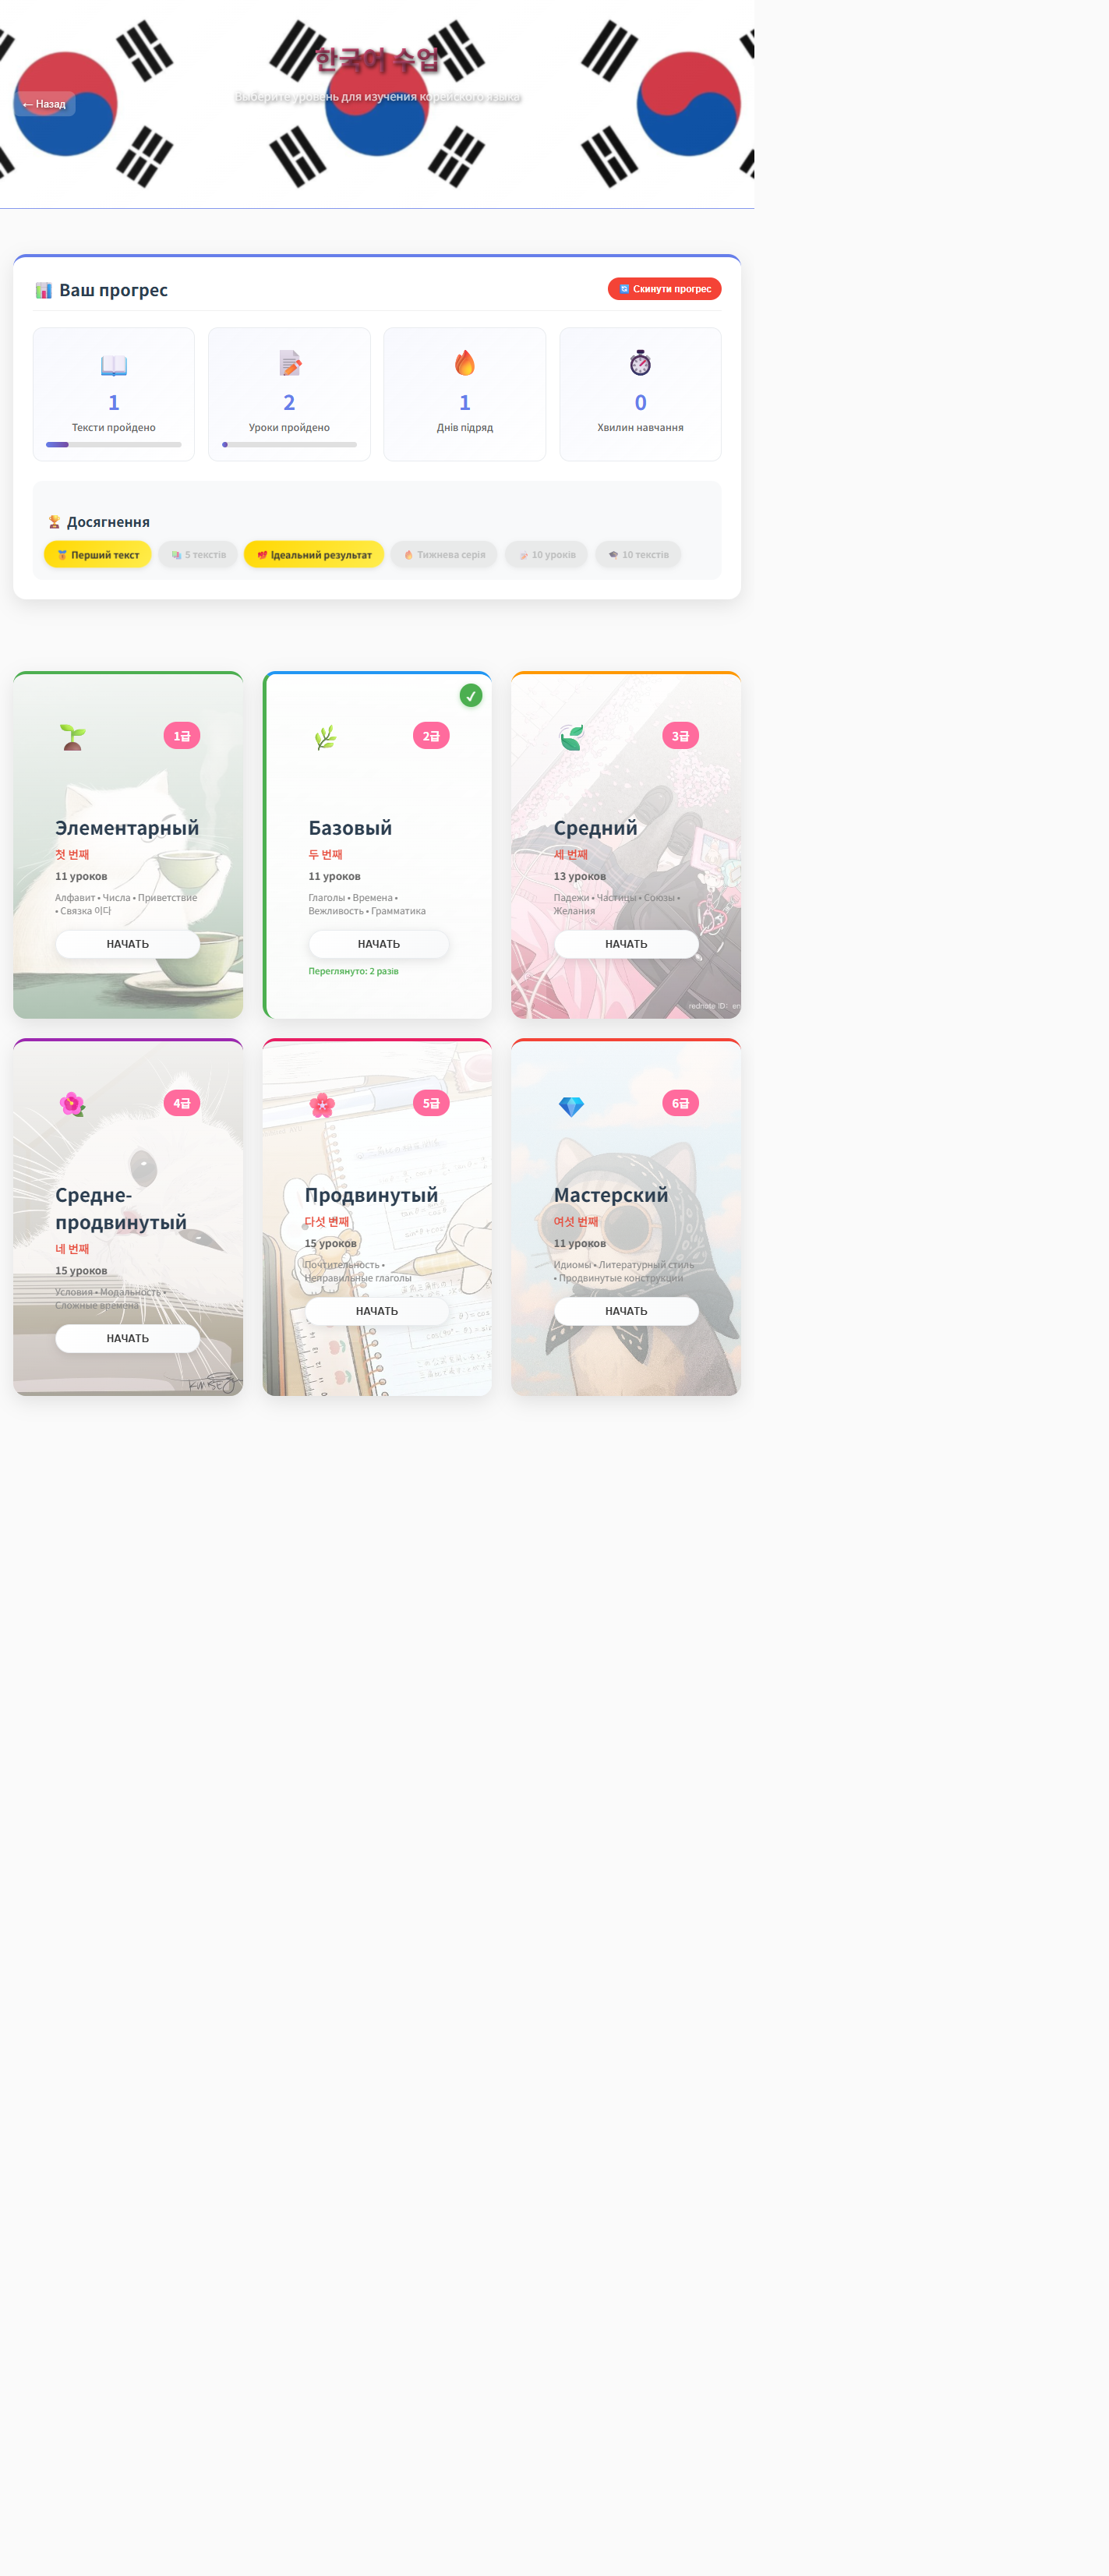 한국어 수업
Выберите уровень для изучения корейского языка
← Назад
Ваш прогрес
Скинути прогрес
1
Тексти пройдено
2
Уроки пройдено
1
Днів підряд
0
Хвилин навчання
Досягнення
Перший текст
5 текстів
Ідеальний результат
Тижнева серія
10 уроків
10 текстів
1급
Элементарный
첫 번째
11 уроков
Алфавит • Числа • Приветствие
• Связка 이다
НАЧАТЬ
2급
Базовый
두 번째
11 уроков
Глаголы • Времена •
Вежливость • Грамматика
НАЧАТЬ
Переглянуто: 2 разів
3급
Средний
세 번째
13 уроков
Падежи • Частицы • Союзы •
Желания
НАЧАТЬ
rednote ID: en
4급
Средне-
продвинутый
네 번째
15 уроков
Условия • Модальность •
Сложные времена
НАЧАТЬ
5급
Продвинутый
다섯 번째
15 уроков
Почтительность •
Неправильные глаголы
НАЧАТЬ
6급
Мастерский
여섯 번째
11 уроков
Идиомы • Литературный стиль
• Продвинутые конструкции
НАЧАТЬ